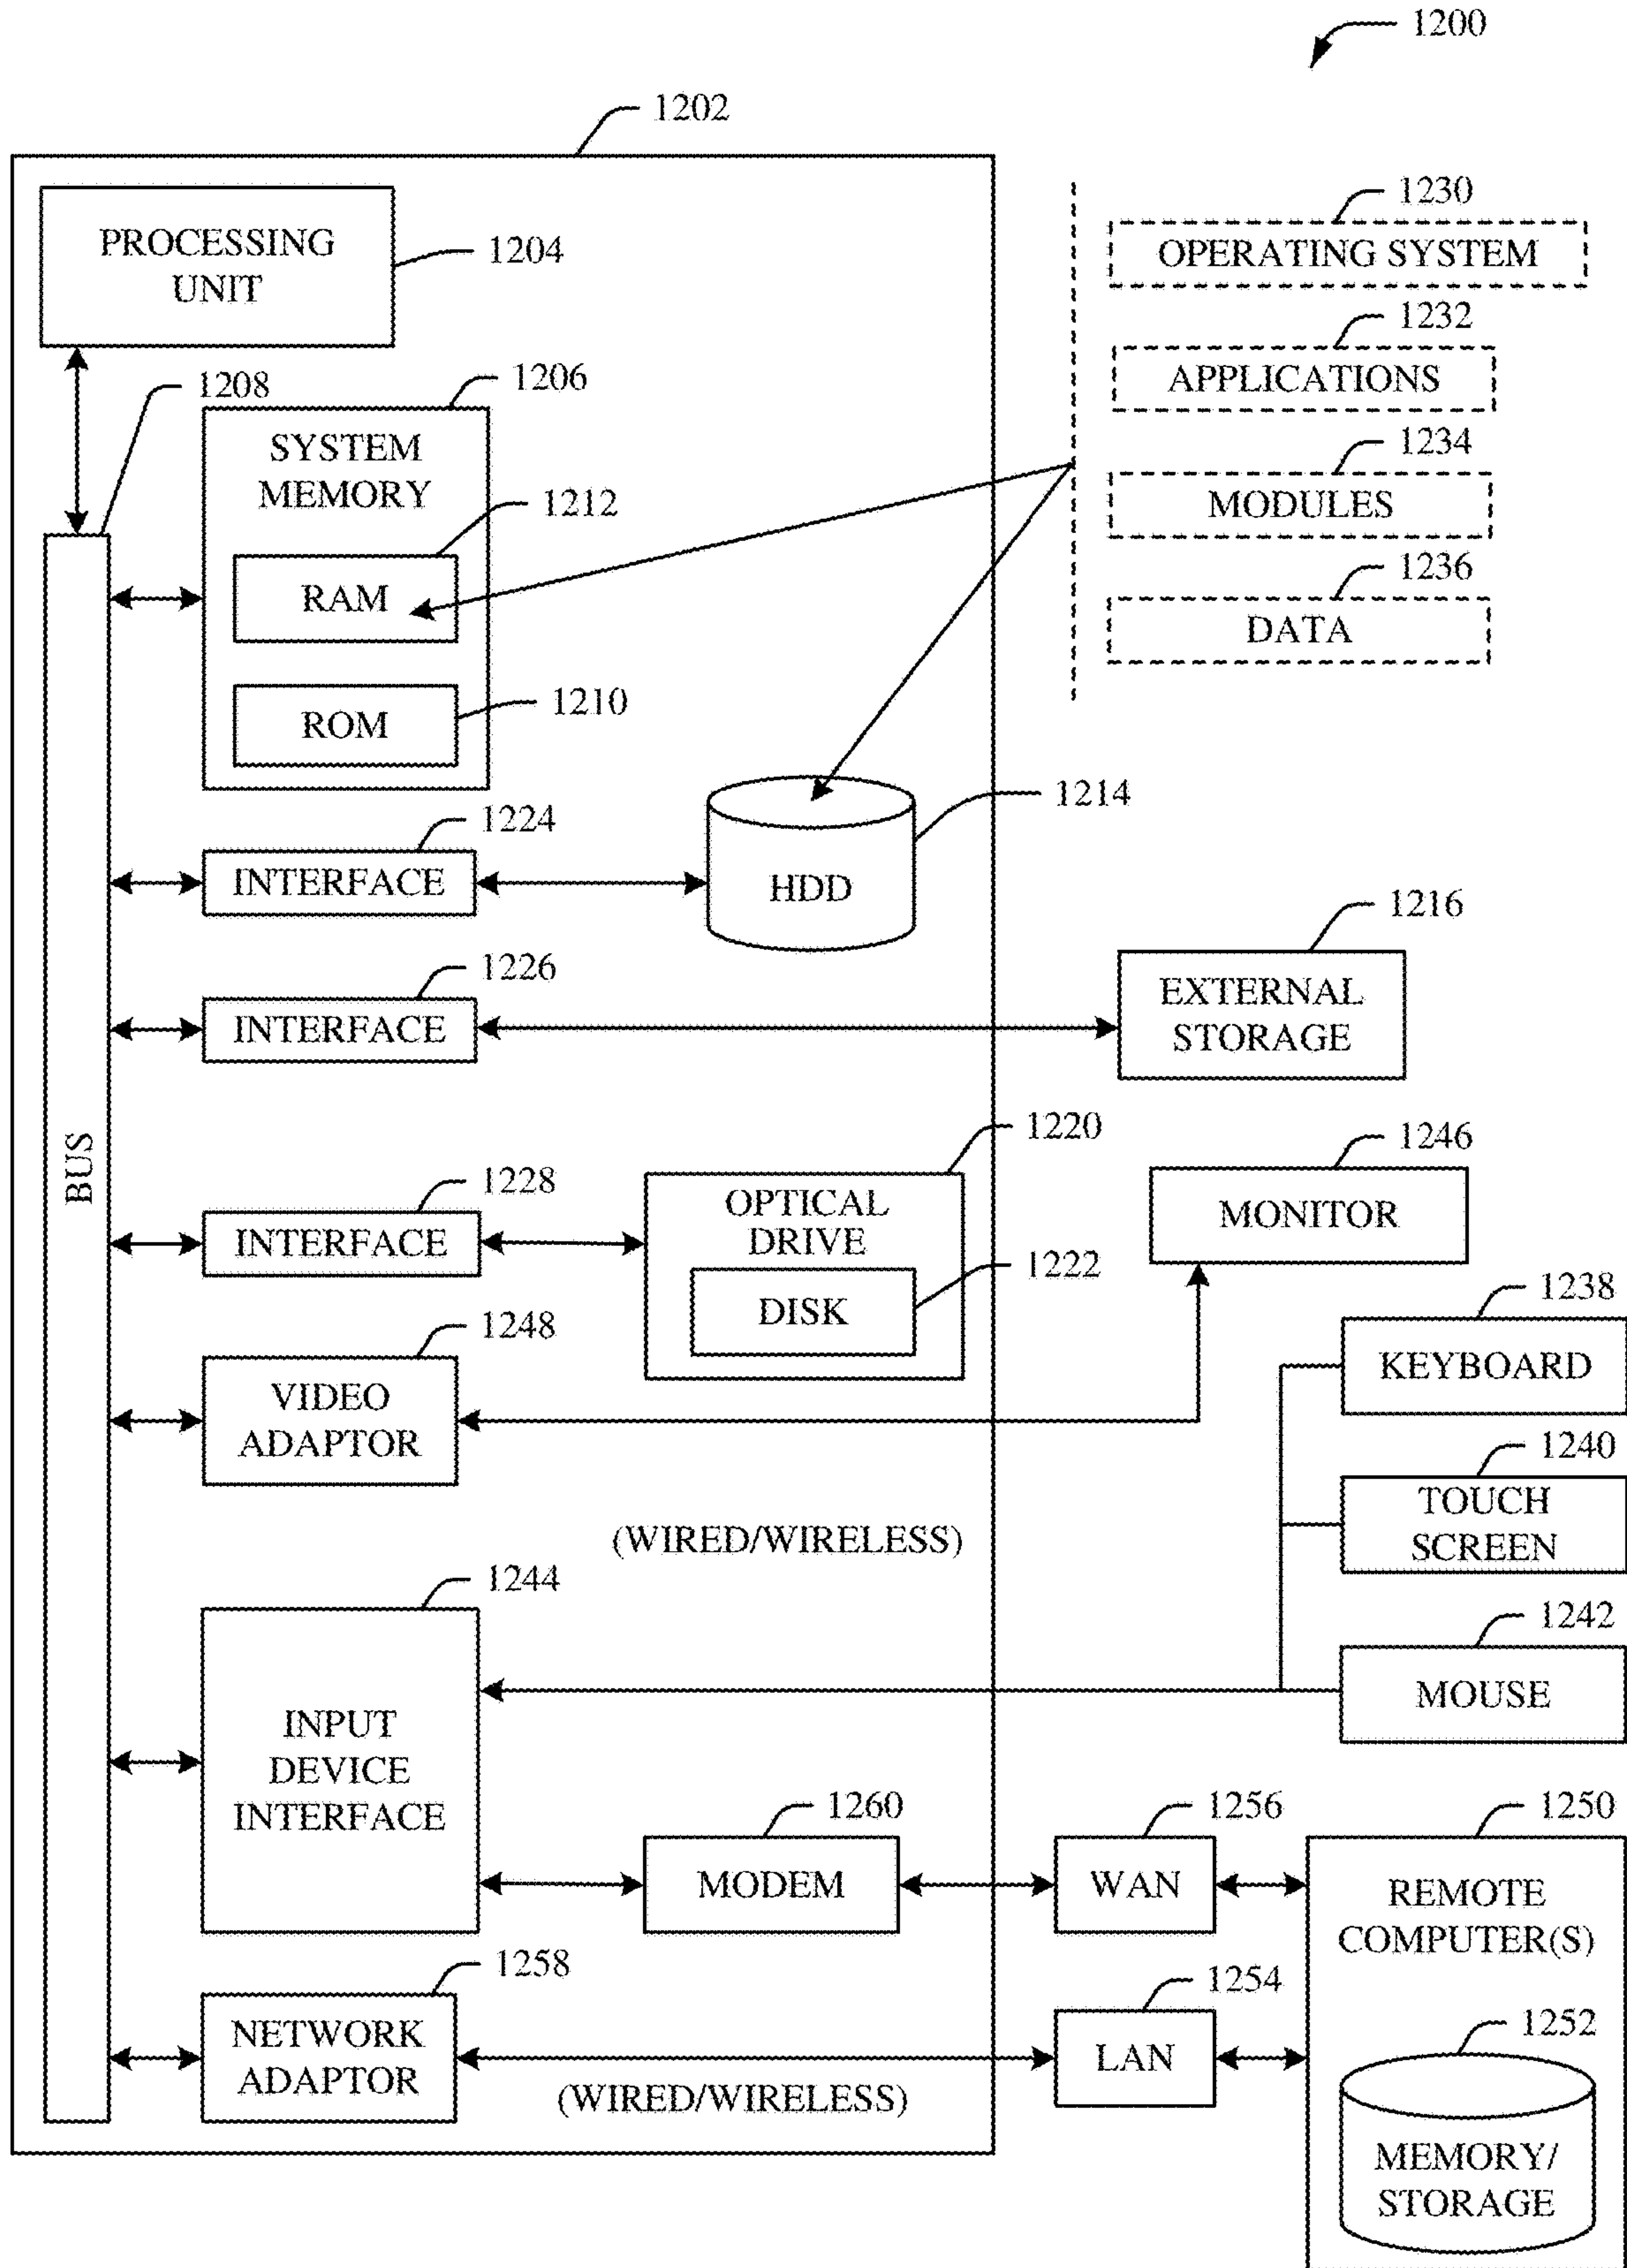 1200
1202
PROCESSING
UNIT
1204
1230
OPERATING SYSTEM
1232
APPLICATIONS
1234
MODULES
1236
DATA
1208
1206
SYSTEM
MEMORY
1212
RAM
1210
ROM
1224
INTERFACE
1214
HDD
1226
INTERFACE
1216
EXTERNAL
STORAGE
BUS
1228
INTERFACE
1220
OPTICAL
DRIVE
1222
DISK
1246
MONITOR
1248
VIDEO
ADAPTOR
1238
KEYBOARD
1240
TOUCH
SCREEN
(WIRED/WIRELESS)
1244
INPUT
DEVICE
INTERFACE
1242
MOUSE
1260
MODEM
1256
WAN
1250
REMOTE
COMPUTER(S)
1258
NETWORK
ADAPTOR
(WIRED/WIRELESS)
1254
LAN
1252
MEMORY/
STORAGE